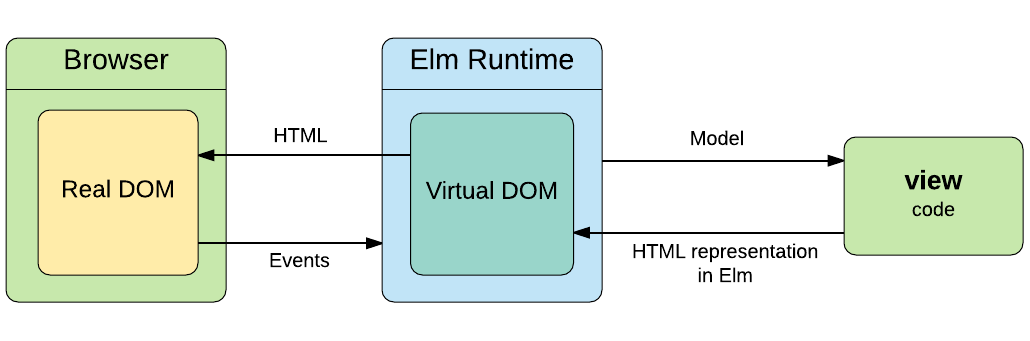 Browser
Elm Runtime
HTML
Model
Real DOM
Virtual DOM
view
code
Events
HTML representation
in Elm